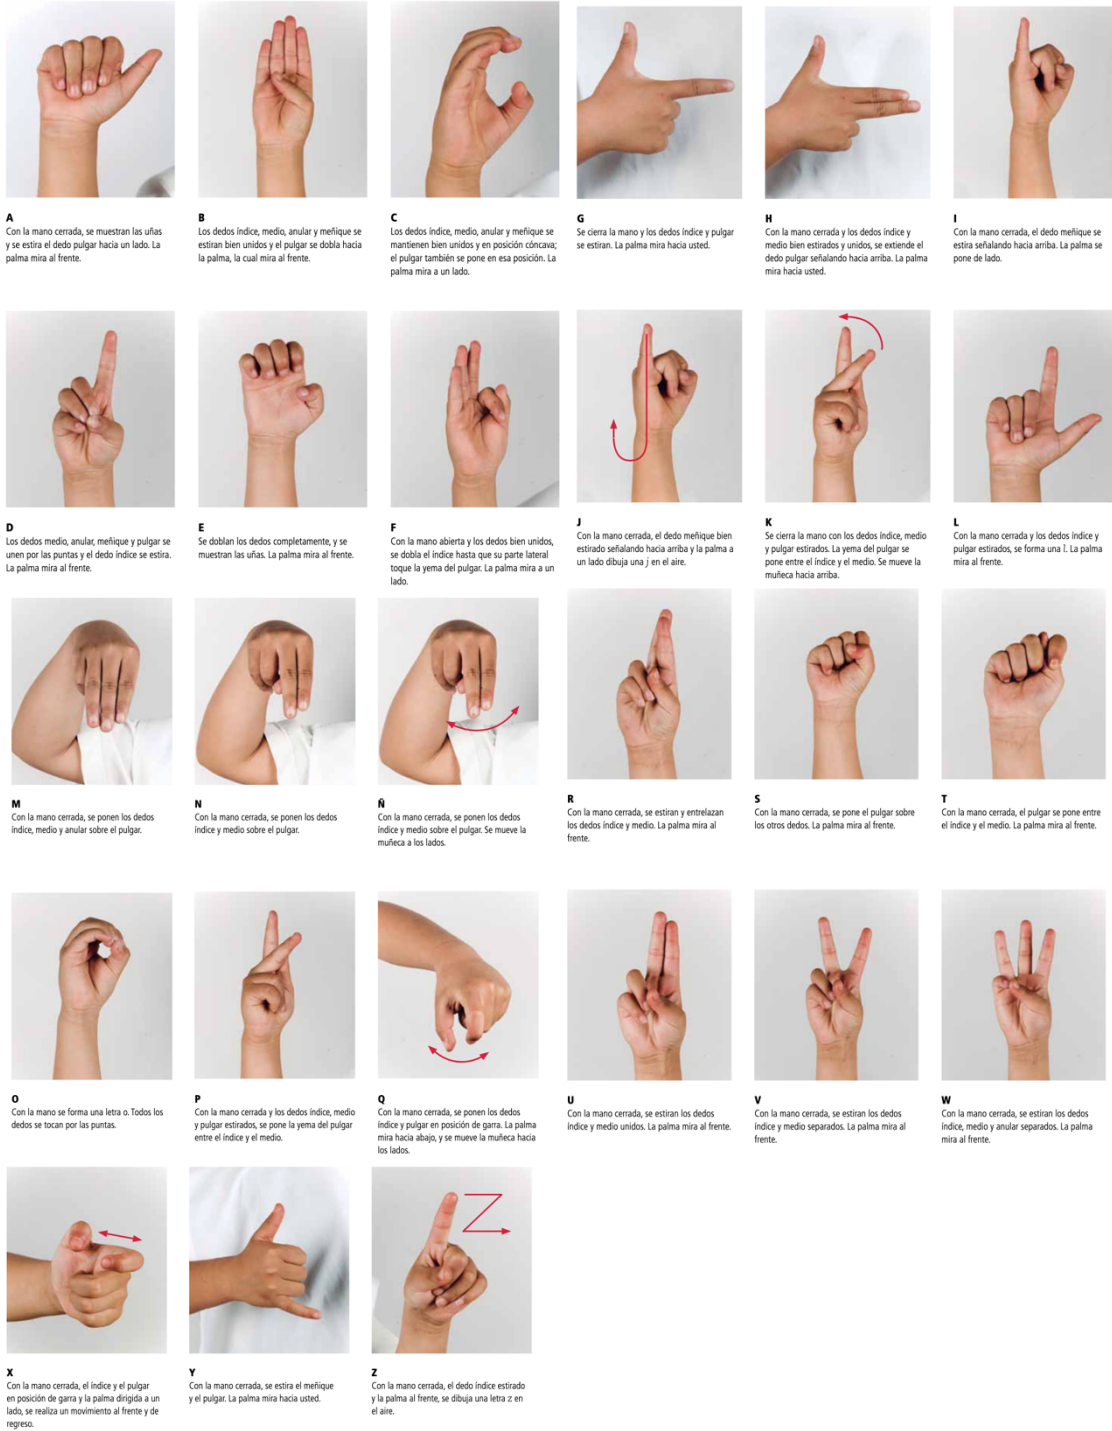 A
Con la mano cerrada, se muestran las uñas
y se estira el dedo pulgar hacia un lado. La
palma mira al frente.
B
Los dedos índice, medio, anular y meñique se
estiran bien unidos y el pulgar se dobla hacia
la palma, la cual mira al frente.
C
Los dedos índice, medio, anular y meñique se
mantienen bien unidos y en posición cóncava;
el pulgar también se pone en esa posición. La
palma mira a un lado.
G
Se cierra la mano y los dedos índice y pulgar
se estiran. La palma mira hacia usted.
H
Con la mano cerrada y los dedos índice y
medio bien estirados y unidos, se extiende el
dedo pulgar señalando hacia arriba. La palma
mira hacia usted.
I
Con la mano cerrada, el dedo meñique se
estira señalando hacia arriba. La palma se
pone de lado.
D
Los dedos medio, anular, meñique y pulgar se
unen por las puntas y el dedo índice se estira.
La palma mira al frente.
E
Se doblan los dedos completamente, y se
muestran las uñas. La palma mira al frente.
F
Con la mano abierta y los dedos bien unidos,
se dobla el índice hasta que su parte lateral
toque la yema del pulgar. La palma mira a un
lado.
J
Con la mano cerrada, el dedo meñique bien
estirado señalando hacia arriba y la palma a
un lado dibuja una j en el aire.
K
Se cierra la mano con los dedos índice, medio
y pulgar estirados. La yema del pulgar se
pone entre el índice y el medio. Se mueve la
muñeca hacia arriba.
L
Con la mano cerrada y los dedos índice y
pulgar estirados, se forma una l. La palma
mira al frente.
M
Con la mano cerrada, se ponen los dedos
índice, medio y anular sobre el pulgar.
N
Con la mano cerrada, se ponen los dedos
índice y medio sobre el pulgar.
Ñ
Con la mano cerrada, se ponen los dedos
índice y medio sobre el pulgar. Se mueve la
muñeca a los lados.
R
Con la mano cerrada, se estiran y entrelazan
los dedos índice y medio. La palma mira al
frente.
S
Con la mano cerrada, se pone el pulgar sobre
los otros dedos. La palma mira al frente.
T
Con la mano cerrada, el pulgar se pone entre
el índice y el medio. La palma mira al frente.
O
Con la mano se forma una letra o. Todos los
dedos se tocan por las puntas.
P
Con la mano cerrada y los dedos índice, medio
y pulgar estirados, se pone la yema del pulgar
entre el índice y el medio.
Q
Con la mano cerrada, se ponen los dedos
índice y pulgar en posición de garra. La palma
mira hacia abajo, y se mueve la muñeca hacia
los lados.
U
Con la mano cerrada, se estiran los dedos
índice y medio unidos. La palma mira al frente.
V
Con la mano cerrada, se estiran los dedos
índice y medio separados. La palma mira al
frente.
W
Con la mano cerrada, se estiran los dedos
índice, medio y anular separados. La palma
mira al frente.
X
Con la mano cerrada, el índice y el pulgar
en posición de garra y la palma dirigida a un
lado, se realiza un movimiento al frente y de
regreso.
Y
Con la mano cerrada, se estira el meñique
y el pulgar. La palma mira hacia usted.
Z
Con la mano cerrada, el dedo índice estirado
y la palma al frente, se dibuja una letra z en
el aire.